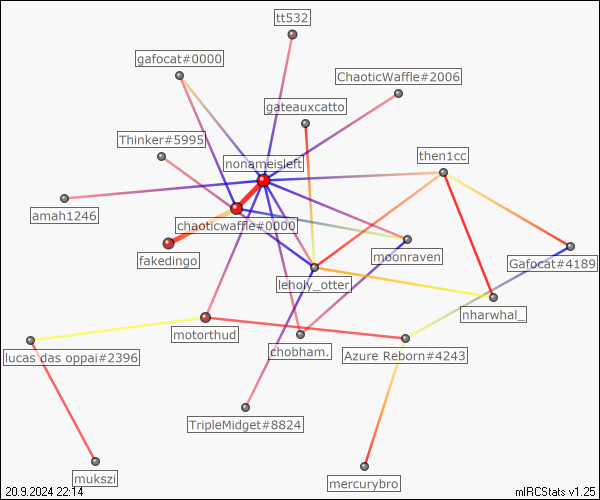 tt532
gafocat#0000
ChaoticWaffle#2006
gateauxcatto
Thinker#5995
then1cc
nonameisleft
amah1246
chaoticwaffle#0000
fakedingo
moonraven
Gafocat#4189
leholy_otter
nharwhal_
motorthud
chobham.
Azure Reborn#4243
lucas das oppai#2396
TripleMidget#8824
mukszi
mercurybro
20.9.2024 22:14
mIRCStats v1.25